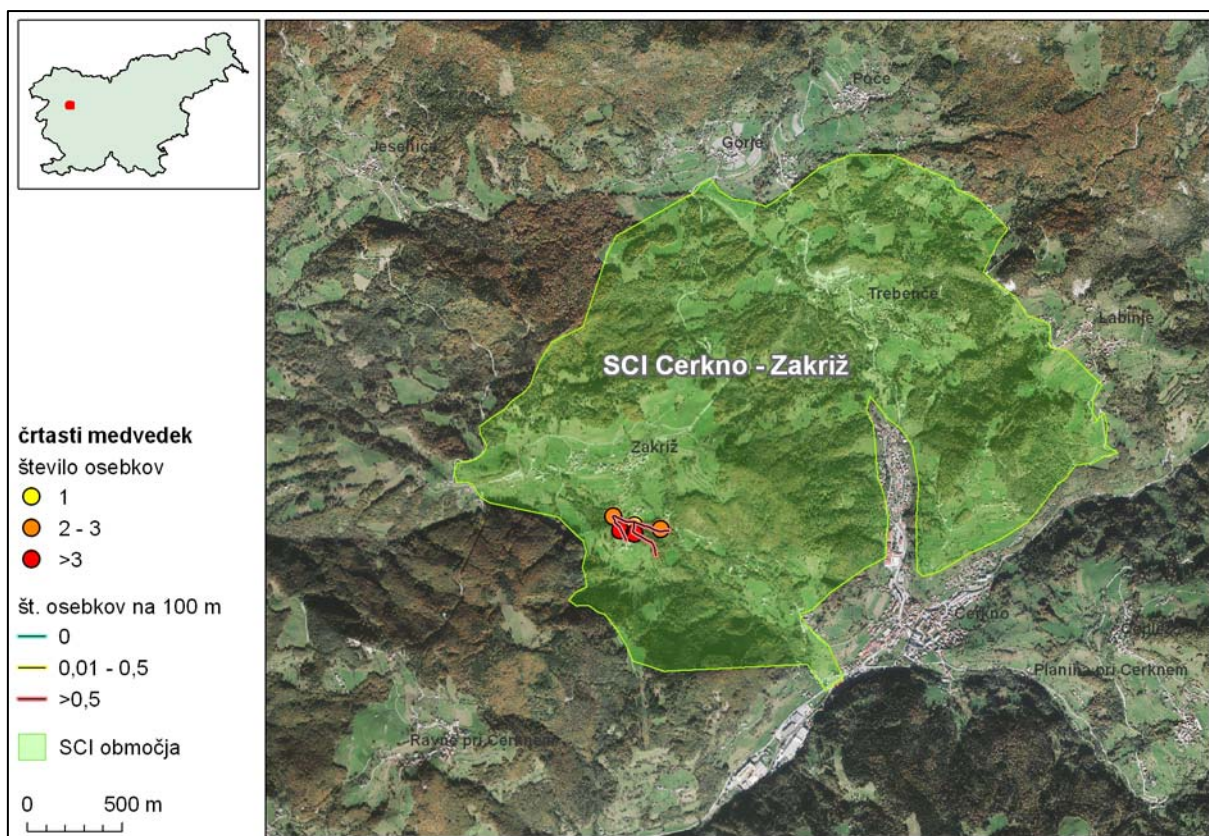 črtasti medvedek
število osebkov
1
2 - 3
>3
št. osebkov na 100 m
0
0,01 - 0,5
>0,5
SCI območja
0 500 m
Poče
Gorje
Jesenica
Trebenče
Labinje
SCI Cerkno - Zakriž
Zakriž
Cerkno
Planina pri Cerknem
Ravne pri Cerknem